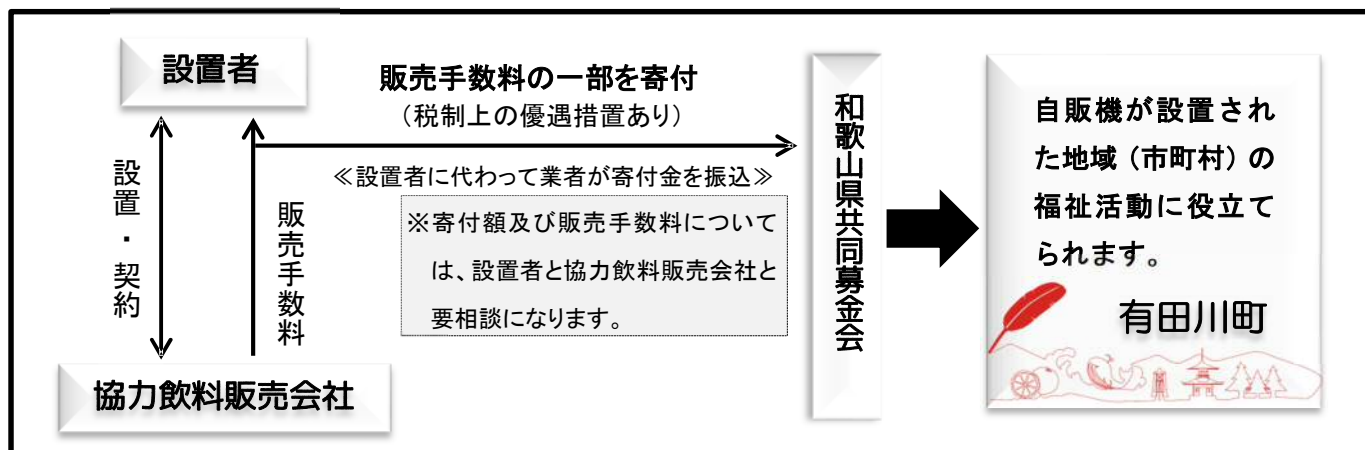 設置者
販売手数料の一部を寄付
（税制上の優遇措置あり）
≪設置者に代わって業者が寄付金を振込≫
※寄付額及び販売手数料について
は、設置者と協力飲料販売会社と
要相談になります。
設置・契約
販売手数料
協力飲料販売会社
和歌山県共同募金会
自販機が設置され
た地域（市町村）の
福祉活動に役立て
られます。
有田川町